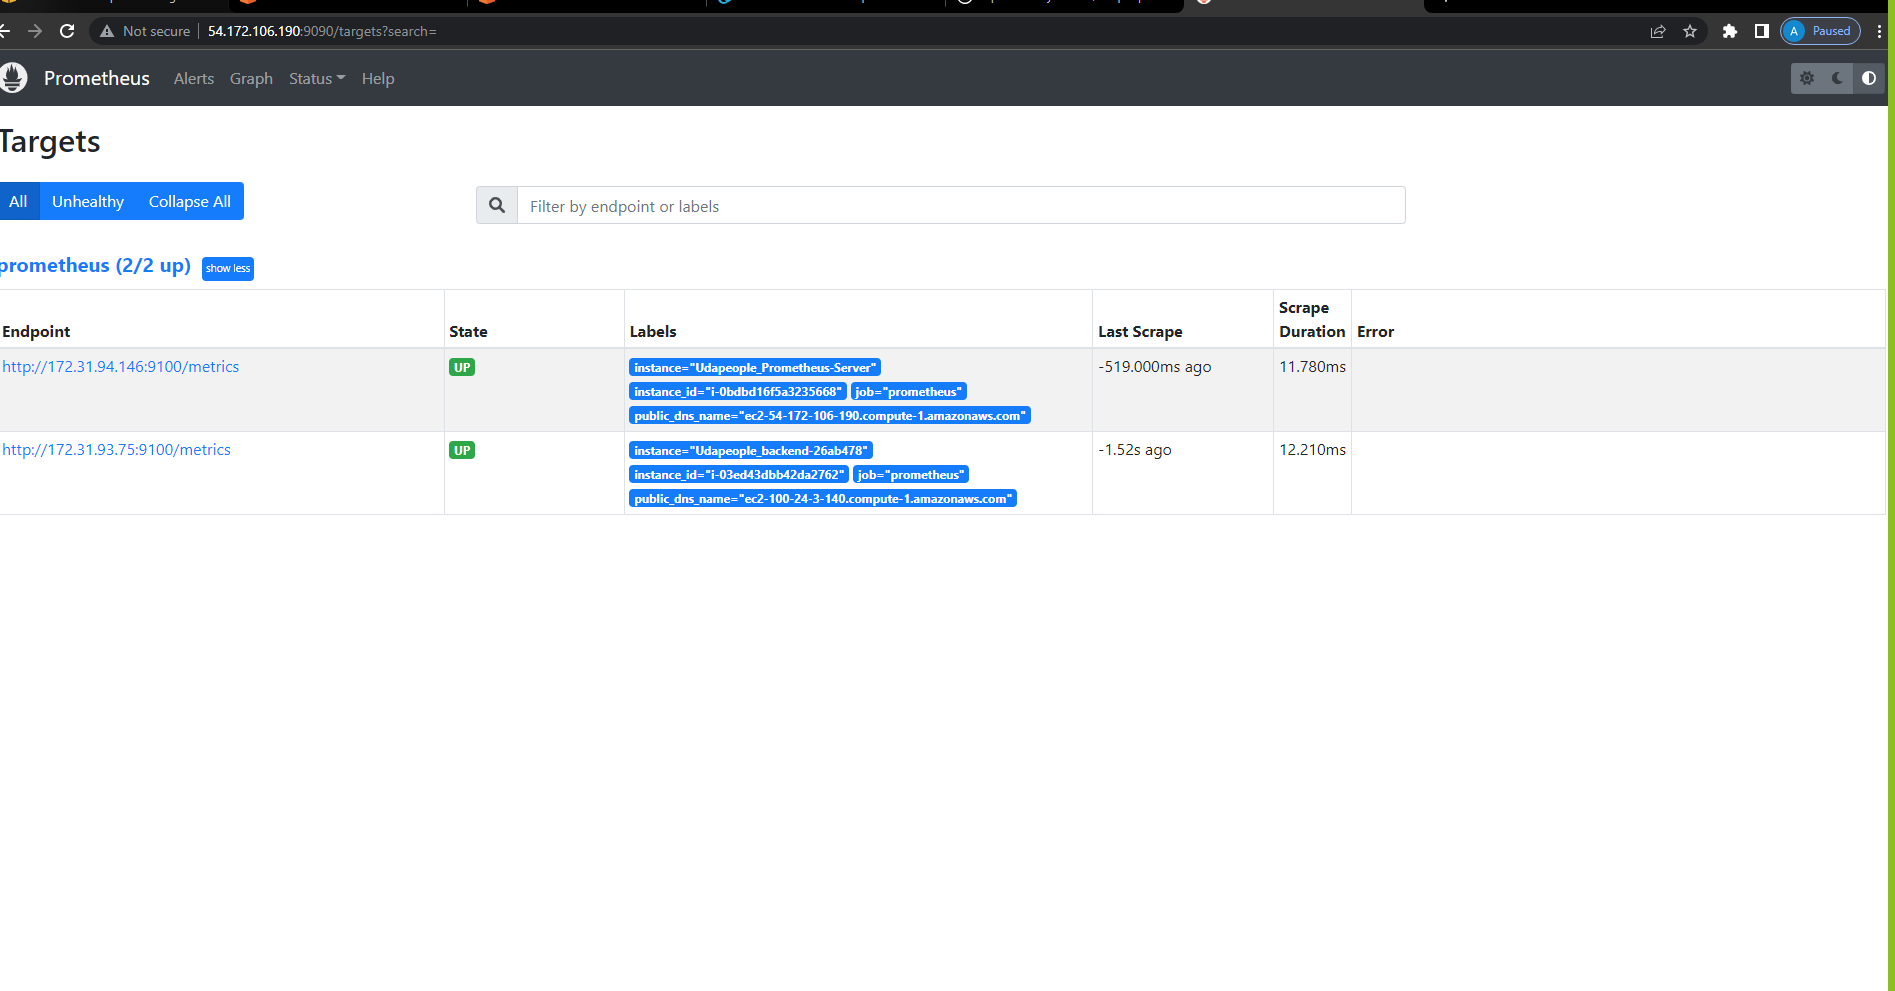 Not secure 54.172.106.190:9090/targets?search= A Paused
Prometheus Alerts Graph Status Help
Targets
All Unhealthy Collapse All Filter by endpoint or labels
prometheus (2/2 up) show less
Endpoint State Labels Last Scrape Scrape Duration Error
http://172.31.94.146:9100/metrics UP instance="Udapeople_Prometheus-Server" -519.000ms ago 11.780ms
instance_id="i-0bdbd16f5a3235668" job="prometheus"
public_dns_name="ec2-54-172-106-190.compute-1.amazonaws.com"
http://172.31.93.75:9100/metrics UP instance="Udapeople_backend-26ab478" -1.52s ago 12.210ms
instance_id="i-03ed43dbb42da2762" job="prometheus"
public_dns_name="ec2-100-24-3-140.compute-1.amazonaws.com"